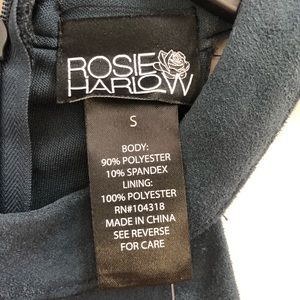 ROSIE
HARLOW
S
BODY:
90% POLYESTER
10% SPANDEX
LINING:
100% POLYESTER
RN#104318
MADE IN CHINA
SEE REVERSE
FOR CARE